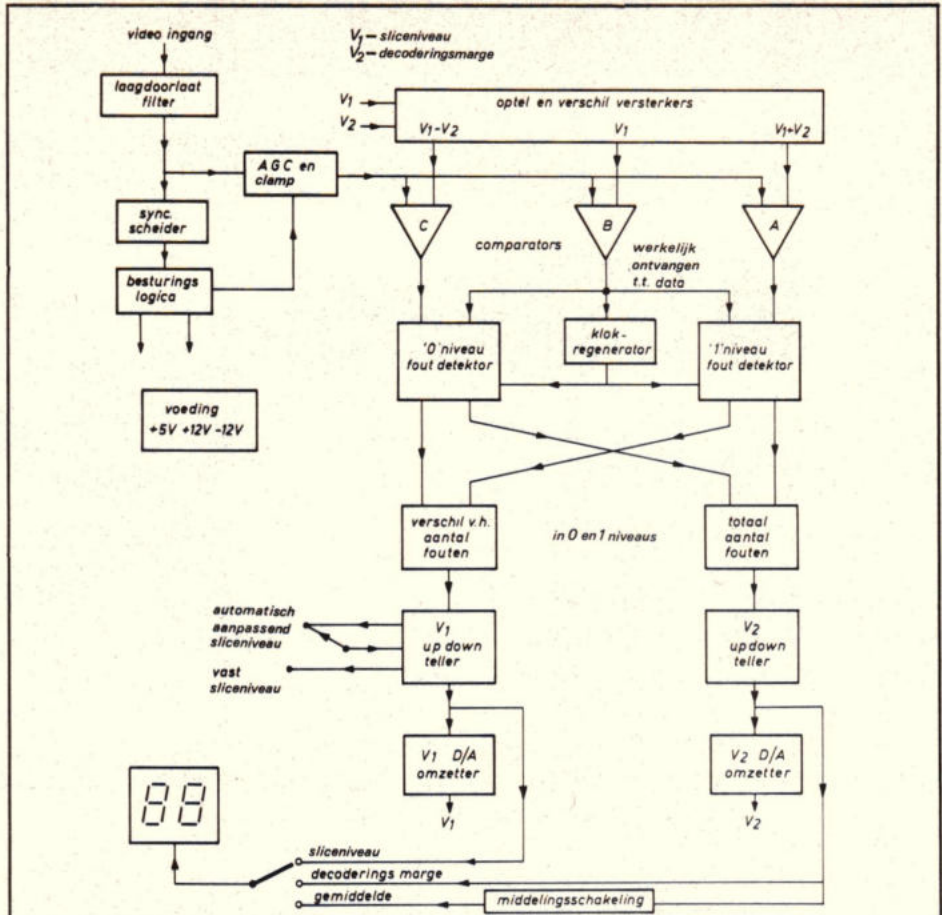 video ingang
V1 – sliceniveau
V2 – decoderingsmarge
laagdoorlaat
filter
V1
V2
optel en verschil versterkers
V1-V2
V1
V1+V2
AGC en
clamp
sync.
scheider
C
B
A
comparators
werkelijk
ontvangen
t.t. data
besturings
logica
'0' niveau
fout detektor
klok-
regenerator
'1' niveau
fout detektor
voeding
+5V +12V -12V
verschil v.h.
aantal
fouten
in 0 en 1 niveaus
totaal
aantal
fouten
automatisch
aanpassend
sliceniveau
vast
sliceniveau
V1
up down
teller
V2
up down
teller
V1 D/A
omzetter
V2 D/A
omzetter
V1
V2
88
sliceniveau
decoderings marge
gemiddelde
middelingsschakeling